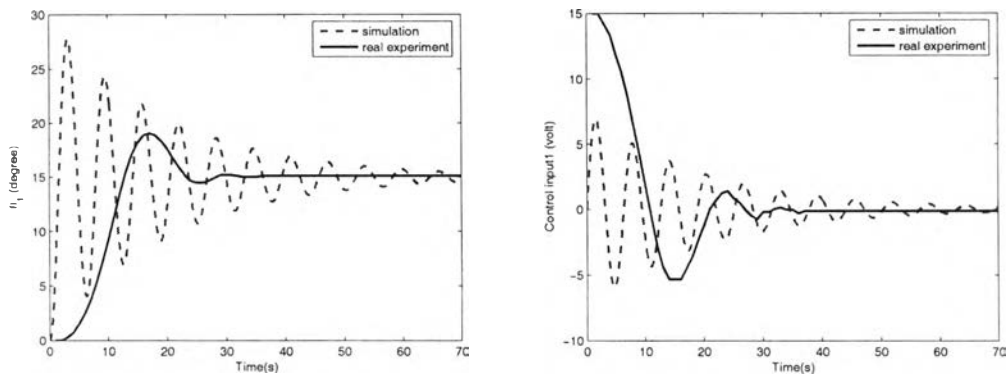 30
25
20
15
10
5
0
(degree)
0 10 20 30 40 50 60 70
Time(s)
simulation
real experiment
15
10
5
0
-5
-10
Control input1 (volt)
0 10 20 30 40 50 60 70
Time(s)
simulation
real experiment